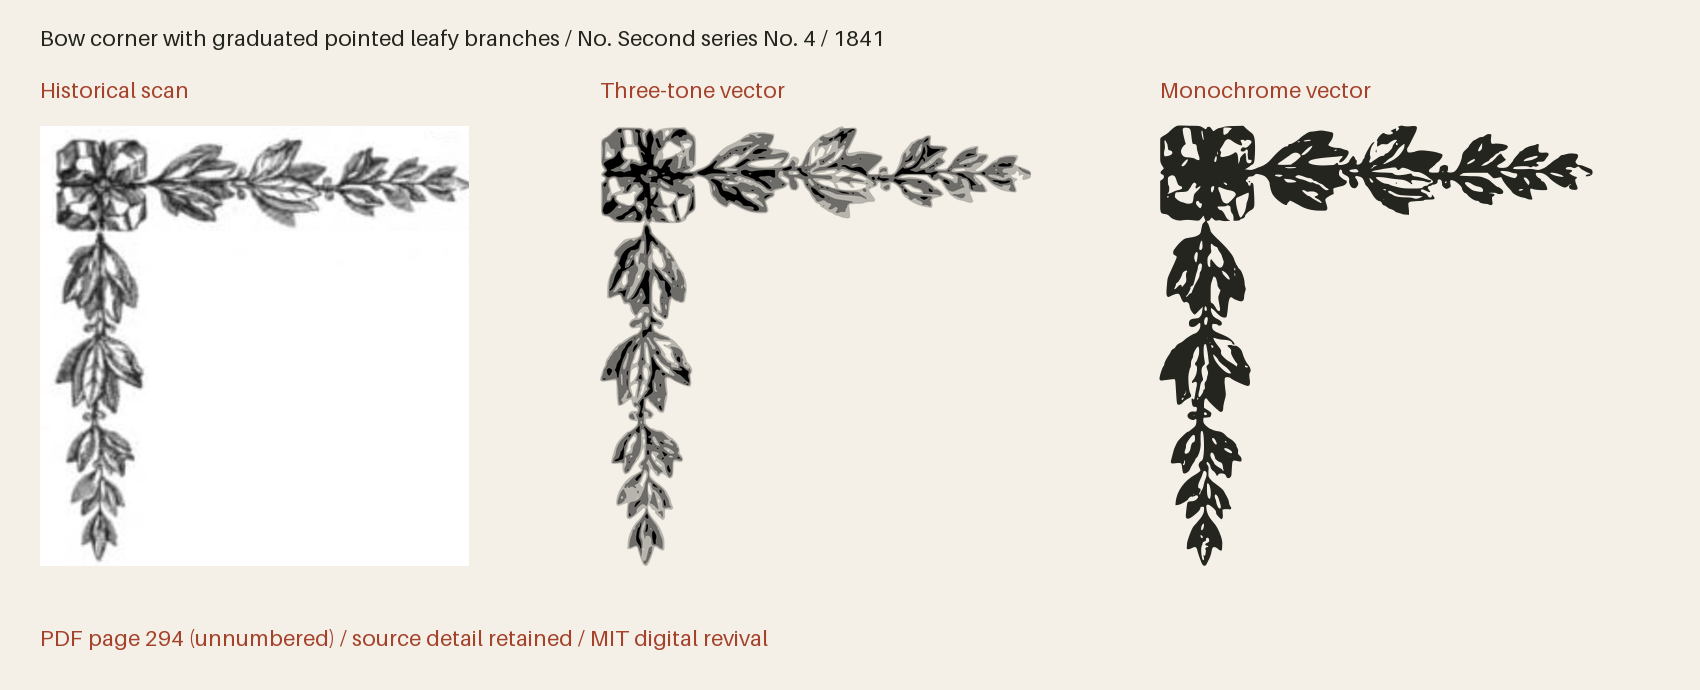 Bow corner with graduated pointed leafy branches / No. Second series No. 4 / 1841
Historical scan
Three-tone vector
Monochrome vector
PDF page 294 (unnumbered) / source detail retained / MIT digital revival